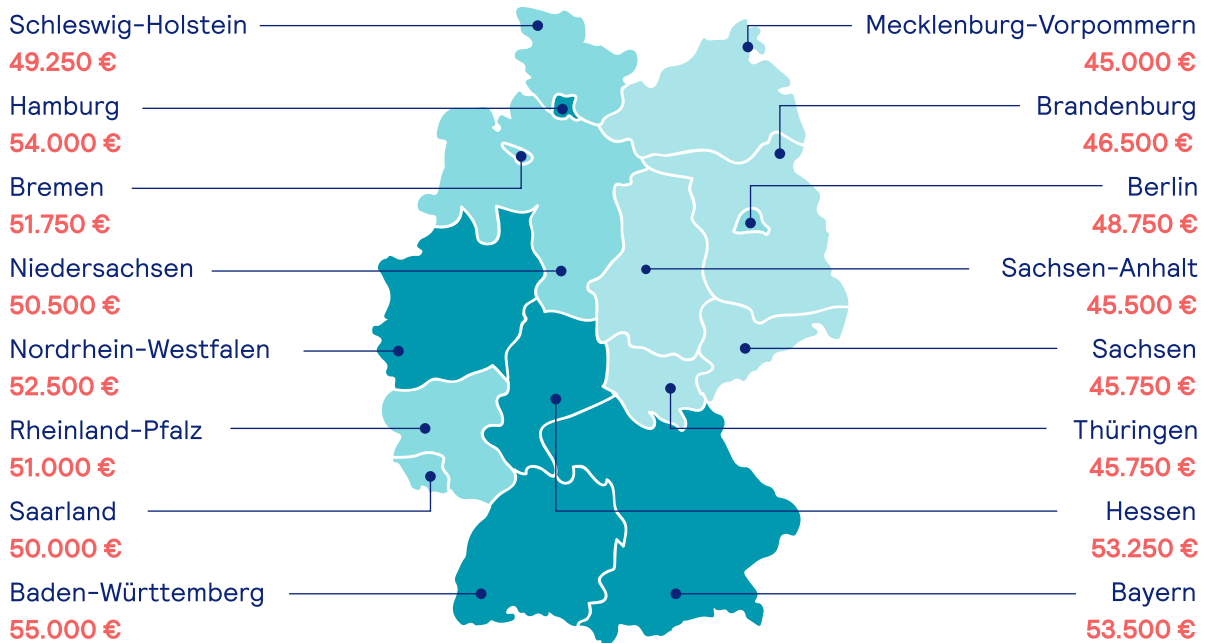 Schleswig-Holstein
49.250 €
Hamburg
54.000 €
Bremen
51.750 €
Niedersachsen
50.500 €
Nordrhein-Westfalen
52.500 €
Rheinland-Pfalz
51.000 €
Saarland
50.000 €
Baden-Württemberg
55.000 €
Mecklenburg-Vorpommern
45.000 €
Brandenburg
46.500 €
Berlin
48.750 €
Sachsen-Anhalt
45.500 €
Sachsen
45.750 €
Thüringen
45.750 €
Hessen
53.250 €
Bayern
53.500 €